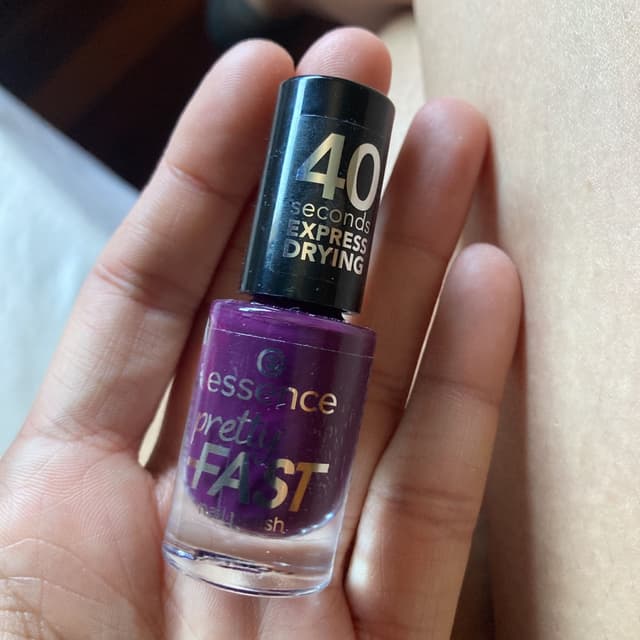 40
seconds
EXPRESS
DRYING
essence
pretty
FAST
nail polish